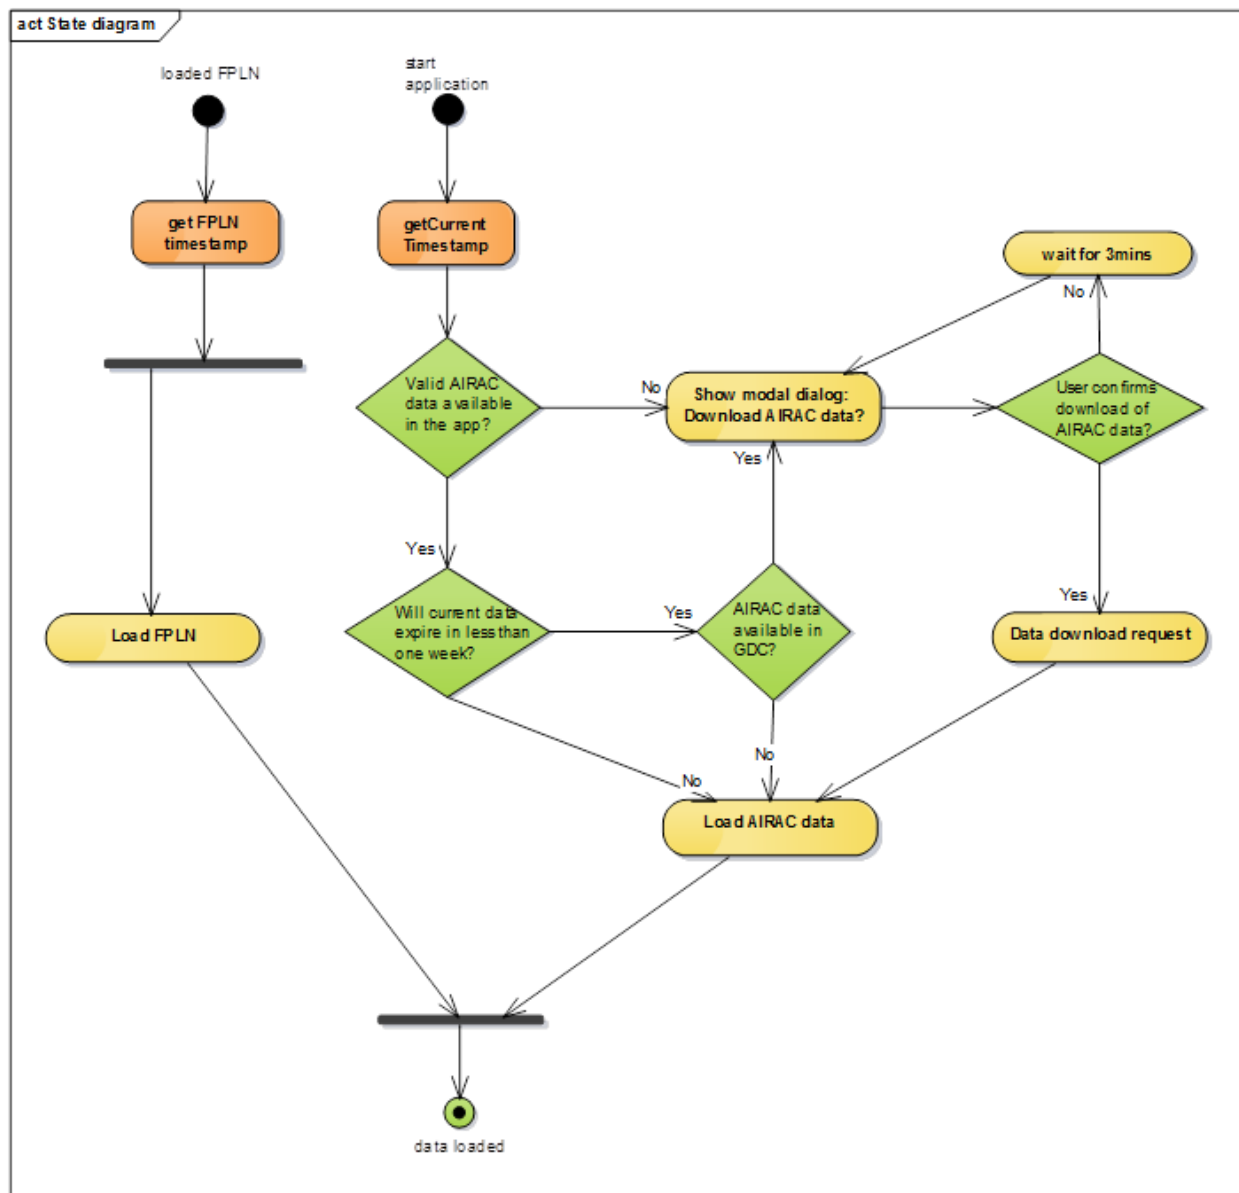 act State diagram
loaded FPLN
start
application
get FPLN
timestamp
getCurrent
Timestamp
wait for 3mins
No
Valid AIRAC
data available
in the app?
No
Show modal dialog:
Download AIRAC data?
User confirms
download of
AIRAC data?
Yes
Yes
Yes
Load FPLN
Will current data
expire in less than
one week?
Yes
AIRAC data
available in
GDC?
Data download request
No
No
Load AIRAC data
data loaded